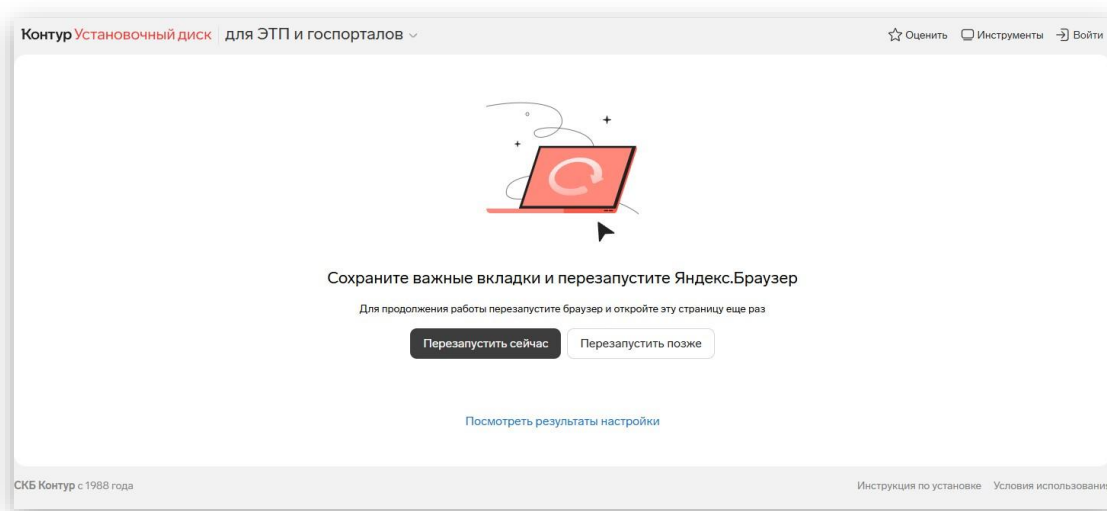 Контур Установочный диск для ЭТП и госпорталов Оценить Инструменты Войти
Сохраните важные вкладки и перезапустите Яндекс.Браузер
Для продолжения работы перезапустите браузер и откройте эту страницу еще раз
Перезапустить сейчас Перезапустить позже
Посмотреть результаты настройки
СКБ Контур с 1988 года Инструкция по установке Условия использования